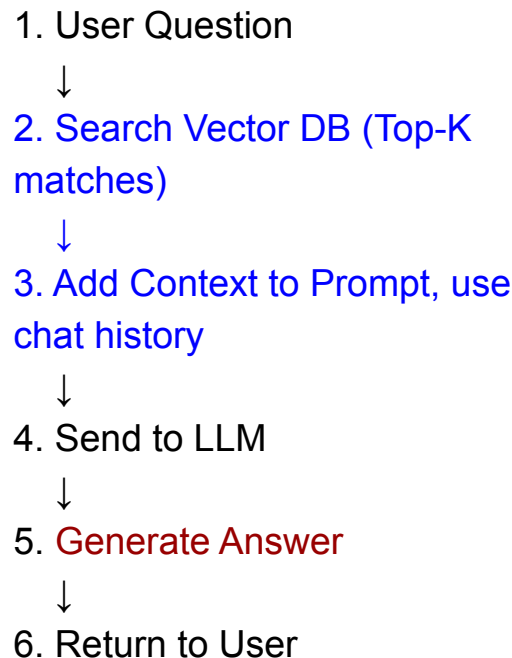 1. User Question
↓
2. Search Vector DB (Top-K
matches)
↓
3. Add Context to Prompt, use
chat history
↓
4. Send to LLM
↓
5. Generate Answer
↓
6. Return to User